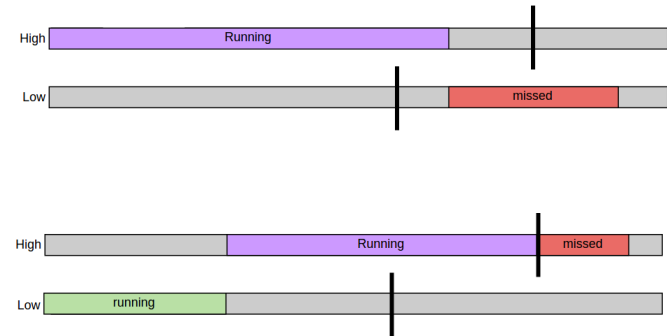 High
Running
Low
missed
High
Running
missed
Low
running